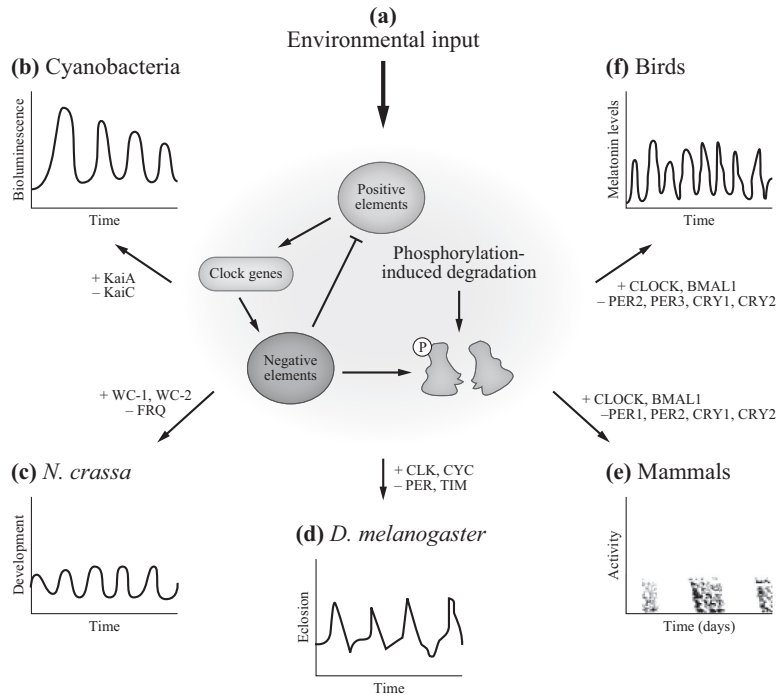 (a)
Environmental input
(b) Cyanobacteria
Bioluminescence
Time
(f) Birds
Melatonin levels
Time
Positive
elements
Clock genes
Phosphorylation-
induced degradation
P
Negative
elements
+ KaiA
– KaiC
+ CLOCK, BMAL1
– PER2, PER3, CRY1, CRY2
+ WC-1, WC-2
– FRQ
+ CLOCK, BMAL1
–PER1, PER2, CRY1, CRY2
+ CLK, CYC
– PER, TIM
(c) N. crassa
Development
Time
(d) D. melanogaster
Eclosion
Time
(e) Mammals
Activity
Time (days)